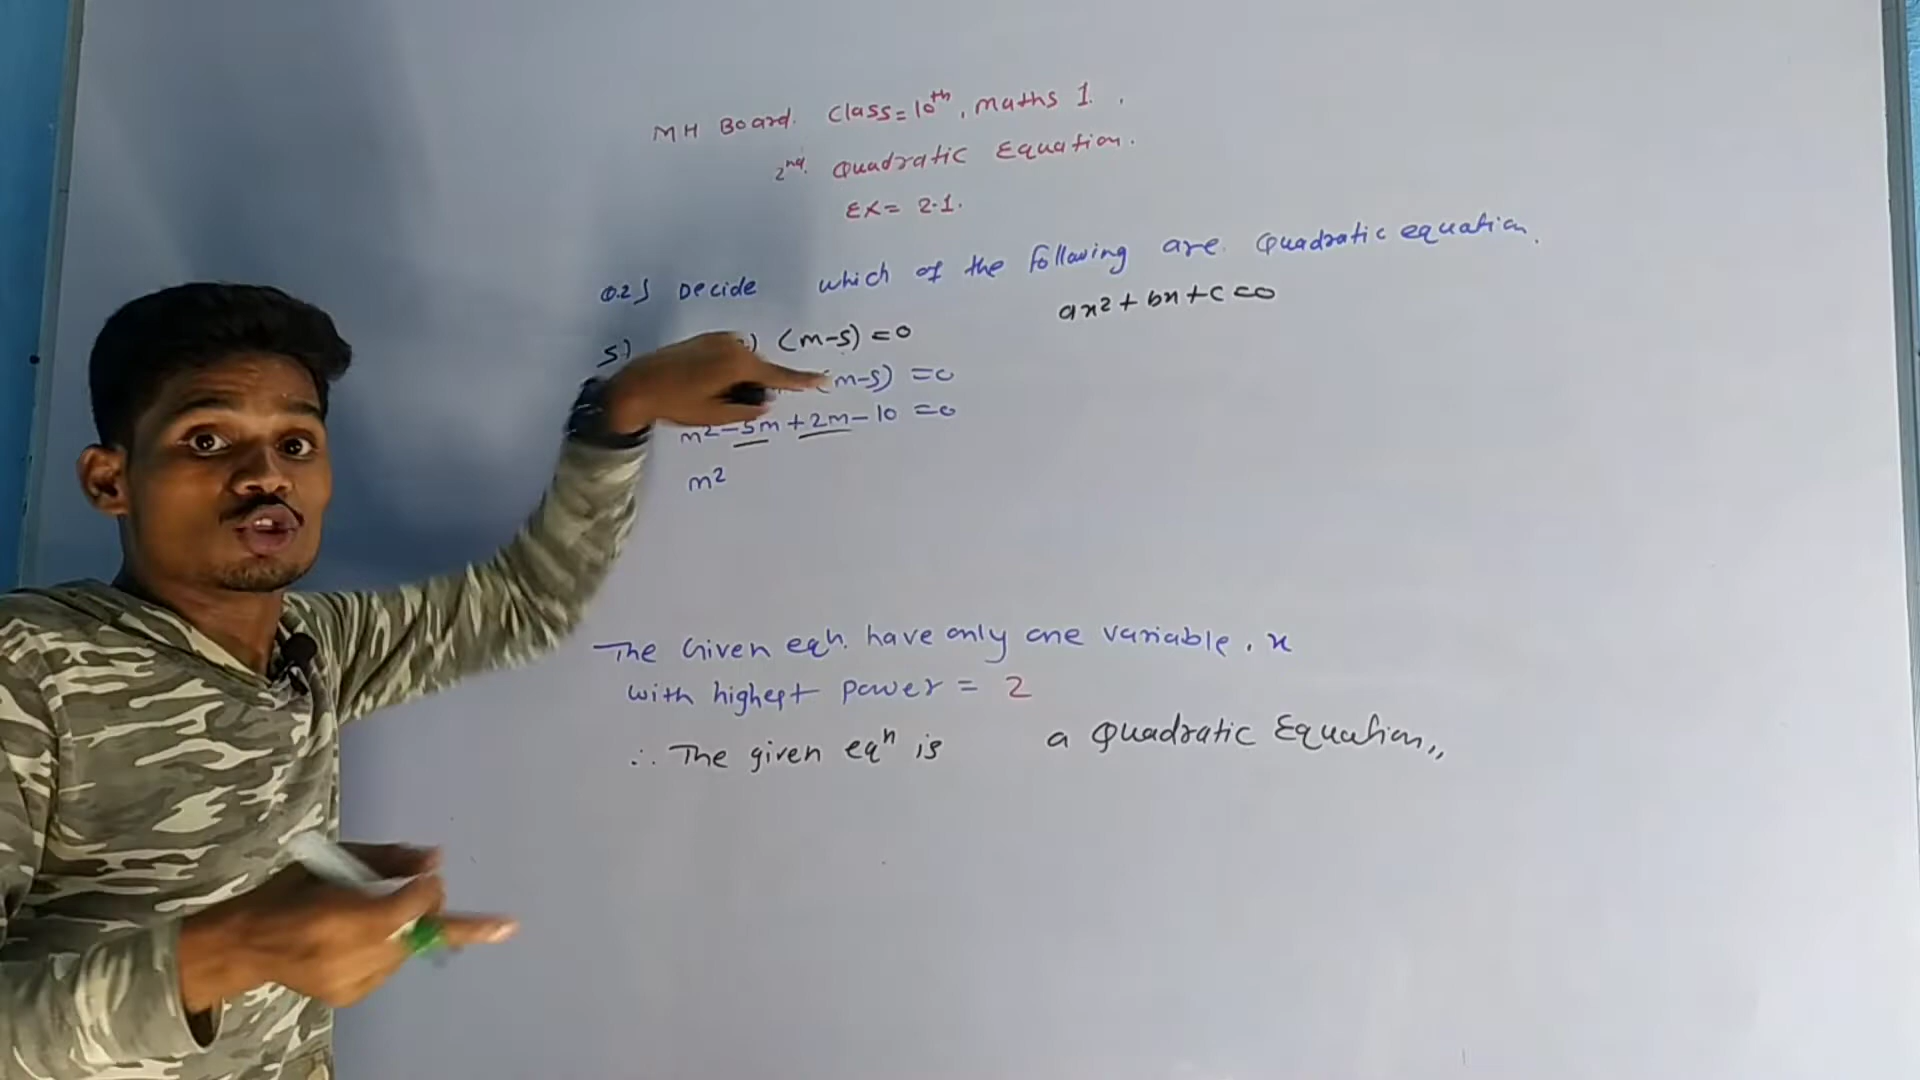 MH Board. Class=10th, maths 1.
2nd. Quadratic Equation.
EX= 2.1.
Q.2] Decide which of the following are Quadratic equation.
ax²+bx+c=0
5) ) (m-5)=0
(m-5) =0
m²-5m+2m-10=0
m²
The Given eqn. have only one variable. x
with highest power = 2
∴ The given eqn is a Quadratic Equation,,